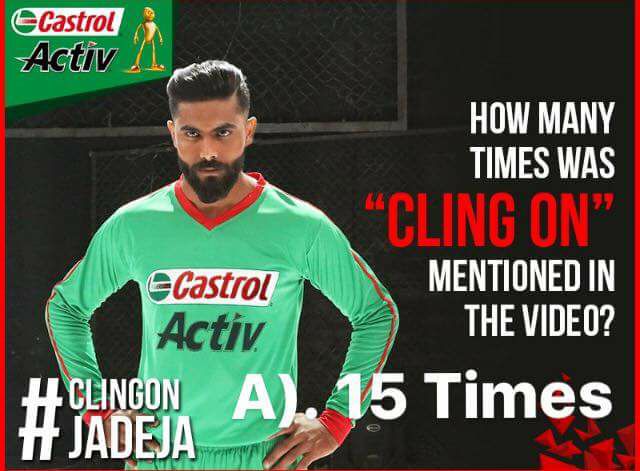 Castrol
Activ
HOW MANY
TIMES WAS
“CLING ON”
MENTIONED IN
THE VIDEO?
Castrol
Activ
A). 15 Times
#CLINGON
JADEJA